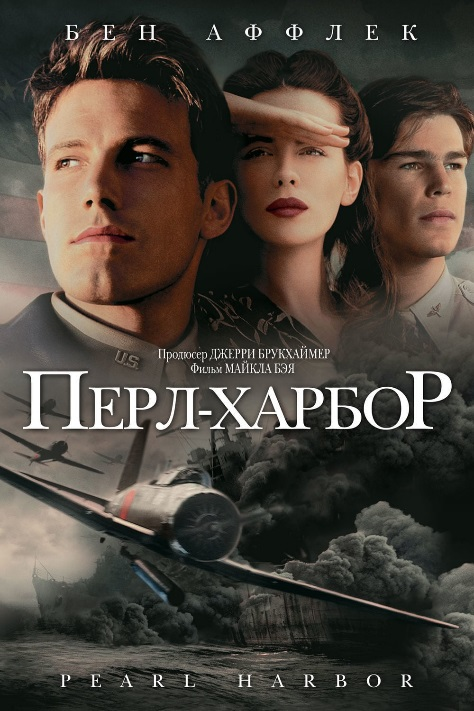 БЕН АФФЛЕК
U.S.
Продюсер ДЖЕРРИ БРУКХАЙМЕР
Фильм МАЙКЛА БЭЯ
ПЕРЛ-ХАРБОР
PEARL HARBOR